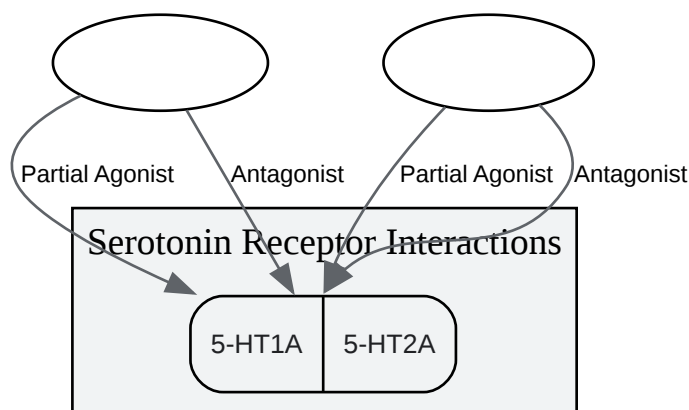 Partial Agonist
Antagonist
Partial Agonist
Antagonist
Serotonin Receptor Interactions
5-HT1A
5-HT2A